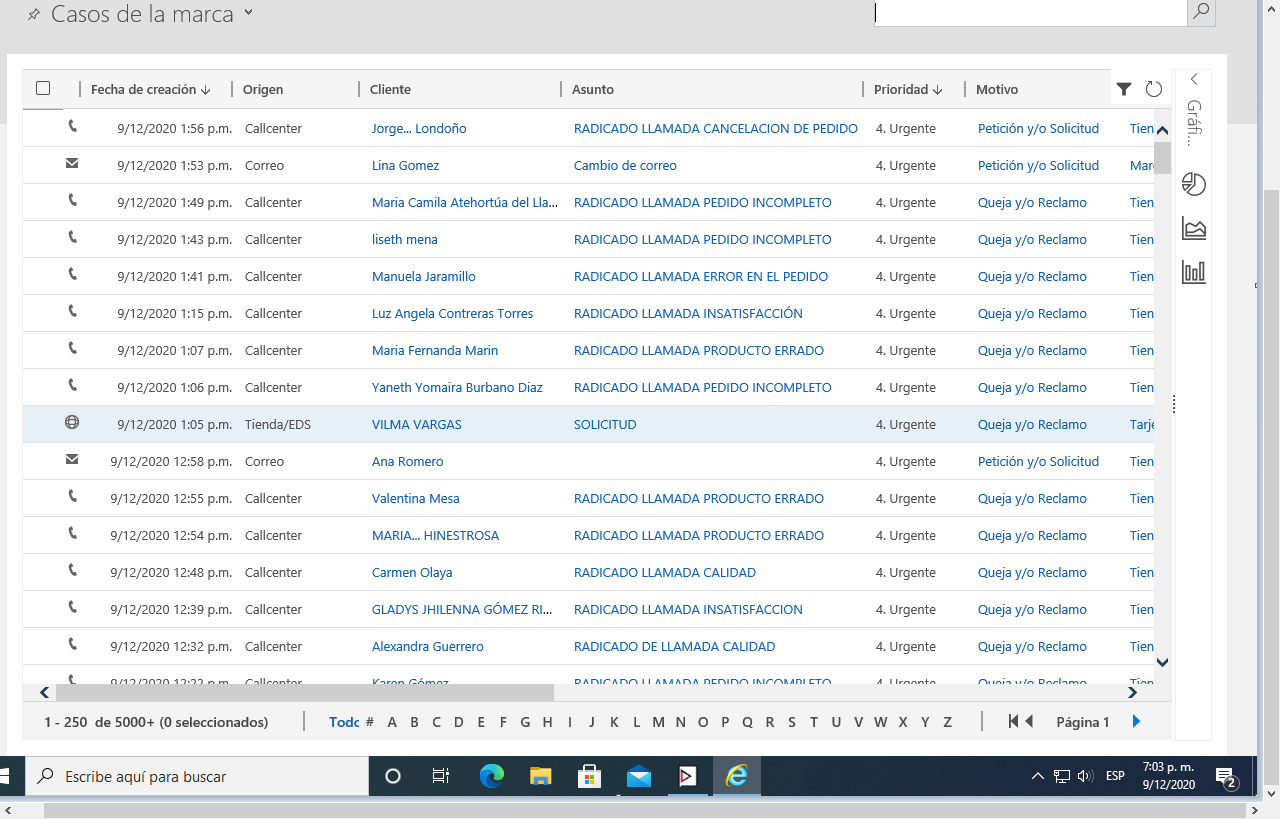 Casos de la marca
Fecha de creación Origen Cliente Asunto Prioridad Motivo
Gráfi...
9/12/2020 1:56 p.m. Callcenter Jorge... Londoño RADICADO LLAMADA CANCELACION DE PEDIDO 4. Urgente Petición y/o Solicitud Tien
9/12/2020 1:53 p.m. Correo Lina Gomez Cambio de correo 4. Urgente Petición y/o Solicitud Mar
9/12/2020 1:49 p.m. Callcenter Maria Camila Atehortúa del Lla... RADICADO LLAMADA PEDIDO INCOMPLETO 4. Urgente Queja y/o Reclamo Tien
9/12/2020 1:43 p.m. Callcenter liseth mena RADICADO LLAMADA PEDIDO INCOMPLETO 4. Urgente Queja y/o Reclamo Tien
9/12/2020 1:41 p.m. Callcenter Manuela Jaramillo RADICADO LLAMADA ERROR EN EL PEDIDO 4. Urgente Queja y/o Reclamo Tien
9/12/2020 1:15 p.m. Callcenter Luz Angela Contreras Torres RADICADO LLAMADA INSATISFACCIÓN 4. Urgente Queja y/o Reclamo Tien
9/12/2020 1:07 p.m. Callcenter Maria Fernanda Marin RADICADO LLAMADA PRODUCTO ERRADO 4. Urgente Queja y/o Reclamo Tien
9/12/2020 1:06 p.m. Callcenter Yaneth Yomaira Burbano Diaz RADICADO LLAMADA PEDIDO INCOMPLETO 4. Urgente Queja y/o Reclamo Tien
9/12/2020 1:05 p.m. Tienda/EDS VILMA VARGAS SOLICITUD 4. Urgente Queja y/o Reclamo Tarje
9/12/2020 12:58 p.m. Correo Ana Romero 4. Urgente Petición y/o Solicitud Tien
9/12/2020 12:55 p.m. Callcenter Valentina Mesa RADICADO LLAMADA PRODUCTO ERRADO 4. Urgente Queja y/o Reclamo Tien
9/12/2020 12:54 p.m. Callcenter MARIA... HINESTROSA RADICADO LLAMADA PRODUCTO ERRADO 4. Urgente Queja y/o Reclamo Tien
9/12/2020 12:48 p.m. Callcenter Carmen Olaya RADICADO LLAMADA CALIDAD 4. Urgente Queja y/o Reclamo Tien
9/12/2020 12:39 p.m. Callcenter GLADYS JHILENNA GÓMEZ RI... RADICADO LLAMADA INSATISFACCION 4. Urgente Queja y/o Reclamo Tien
9/12/2020 12:32 p.m. Callcenter Alexandra Guerrero RADICADO DE LLAMADA CALIDAD 4. Urgente Queja y/o Reclamo Tien
9/12/2020 12:22 p.m. Callcenter Karen Gómez RADICADO LLAMADA PEDIDO INCOMPLETO 4. Urgente Queja y/o Reclamo Tien
1 - 250 de 5000+ (0 seleccionados) Todo # A B C D E F G H I J K L M N O P Q R S T U V W X Y Z Página 1
Escribe aquí para buscar ESP 7:03 p. m.
9/12/2020 2